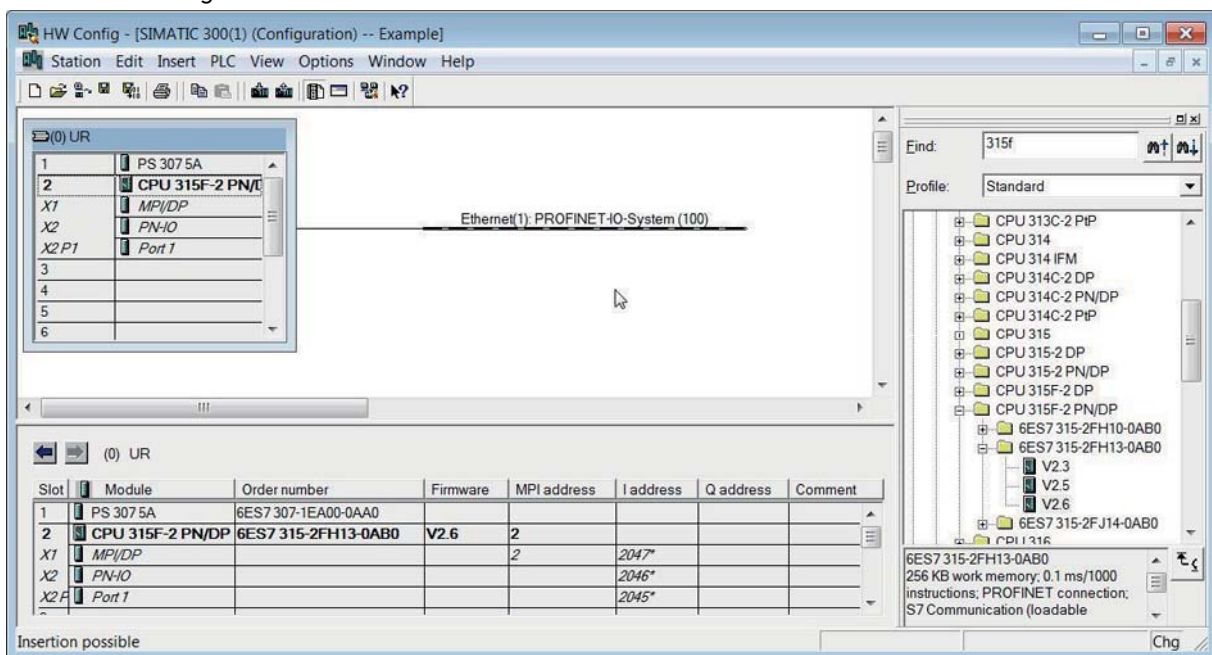 HW Config - [SIMATIC 300(1) (Configuration) -- Example]
Station Edit Insert PLC View Options Window Help
(0) UR
1 PS 307 5A
2 CPU 315F-2 PN/D
X1 MPI/DP
X2 PN-IO
X2 P1 Port 1
3
4
5
6
Ethernet(1): PROFINET-IO-System (100)
Find: 315f
Profile: Standard
CPU 313C-2 PtP
CPU 314
CPU 314 IFM
CPU 314C-2 DP
CPU 314C-2 PN/DP
CPU 314C-2 PtP
CPU 315
CPU 315-2 DP
CPU 315-2 PN/DP
CPU 315F-2 DP
CPU 315F-2 PN/DP
6ES7 315-2FH10-0AB0
6ES7 315-2FH13-0AB0
V2.3
V2.5
V2.6
6ES7 315-2FJ14-0AB0
CPU 316
6ES7 315-2FH13-0AB0
256 KB work memory; 0.1 ms/1000
instructions; PROFINET connection;
S7 Communication (loadable
(0) UR
Slot Module Order number Firmware MPI address I address Q address Comment
1 PS 307 5A 6ES7 307-1EA00-0AA0
2 CPU 315F-2 PN/DP 6ES7 315-2FH13-0AB0 V2.6 2
X1 MPI/DP 2 2047*
X2 PN-IO 2046*
X2 P Port 1 2045*
Insertion possible
Chg